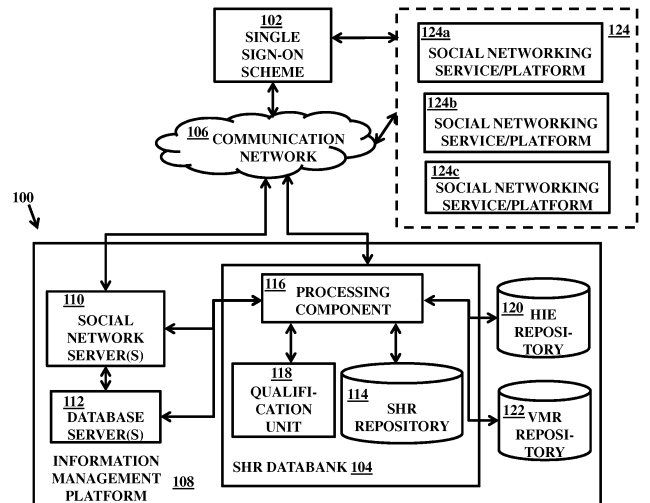 102
SINGLE
SIGN-ON
SCHEME
124
124a
SOCIAL NETWORKING
SERVICE/PLATFORM
124b
SOCIAL NETWORKING
SERVICE/PLATFORM
124c
SOCIAL NETWORKING
SERVICE/PLATFORM
106 COMMUNICATION
NETWORK
100
110
SOCIAL
NETWORK
SERVER(S)
112
DATABASE
SERVER(S)
INFORMATION
MANAGEMENT
PLATFORM 108
116 PROCESSING
COMPONENT
118
QUALIFI-
CATION
UNIT
114 SHR
REPOSITORY
SHR DATABANK 104
120 HIE
REPOSI-
TORY
122 VMR
REPOSI-
TORY